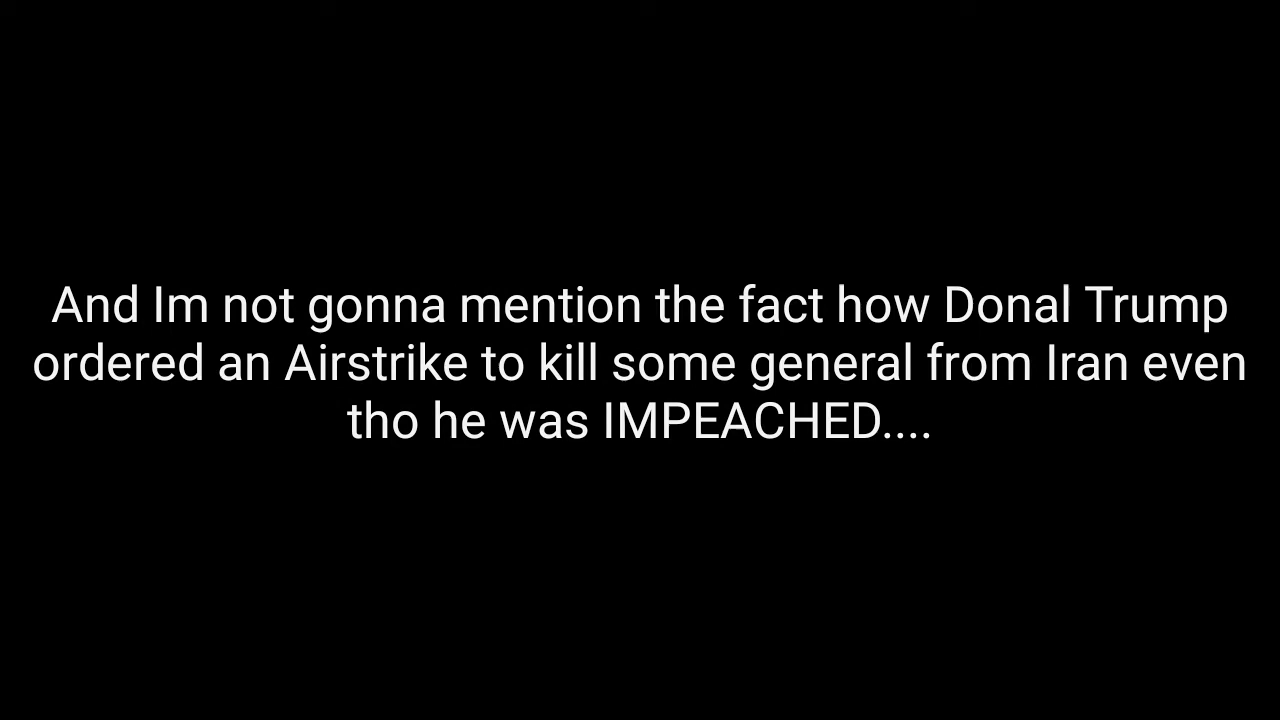 And Im not gonna mention the fact how Donal Trump
ordered an Airstrike to kill some general from Iran even
tho he was IMPEACHED....